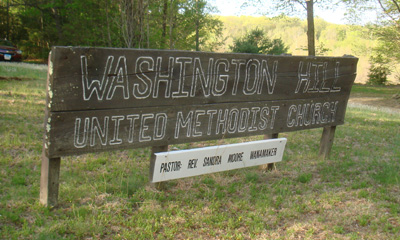 WASHINGTON HILL
UNITED METHODIST CHURCH
PASTOR: REV. SANDRA MOORE WANAMAKER